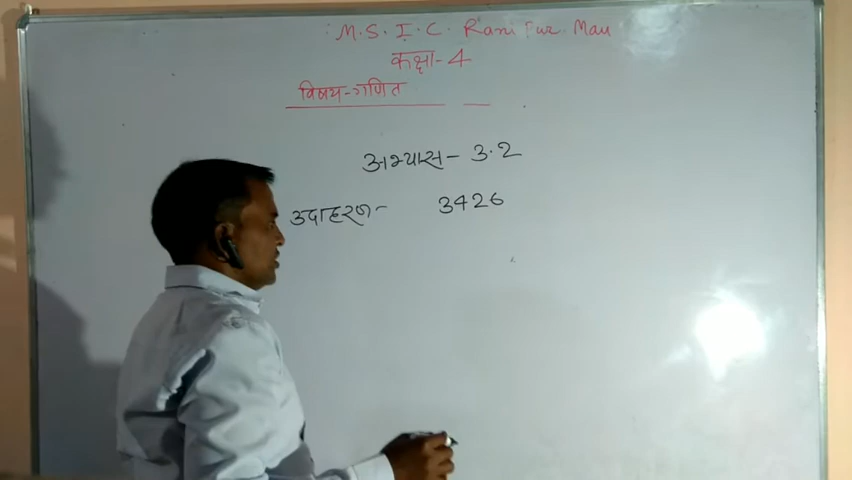 M.S.I.C. Rani Pur Mau
कक्षा-4
विषय-गणित
अभ्यास- 3.2
उदाहरण- 3426